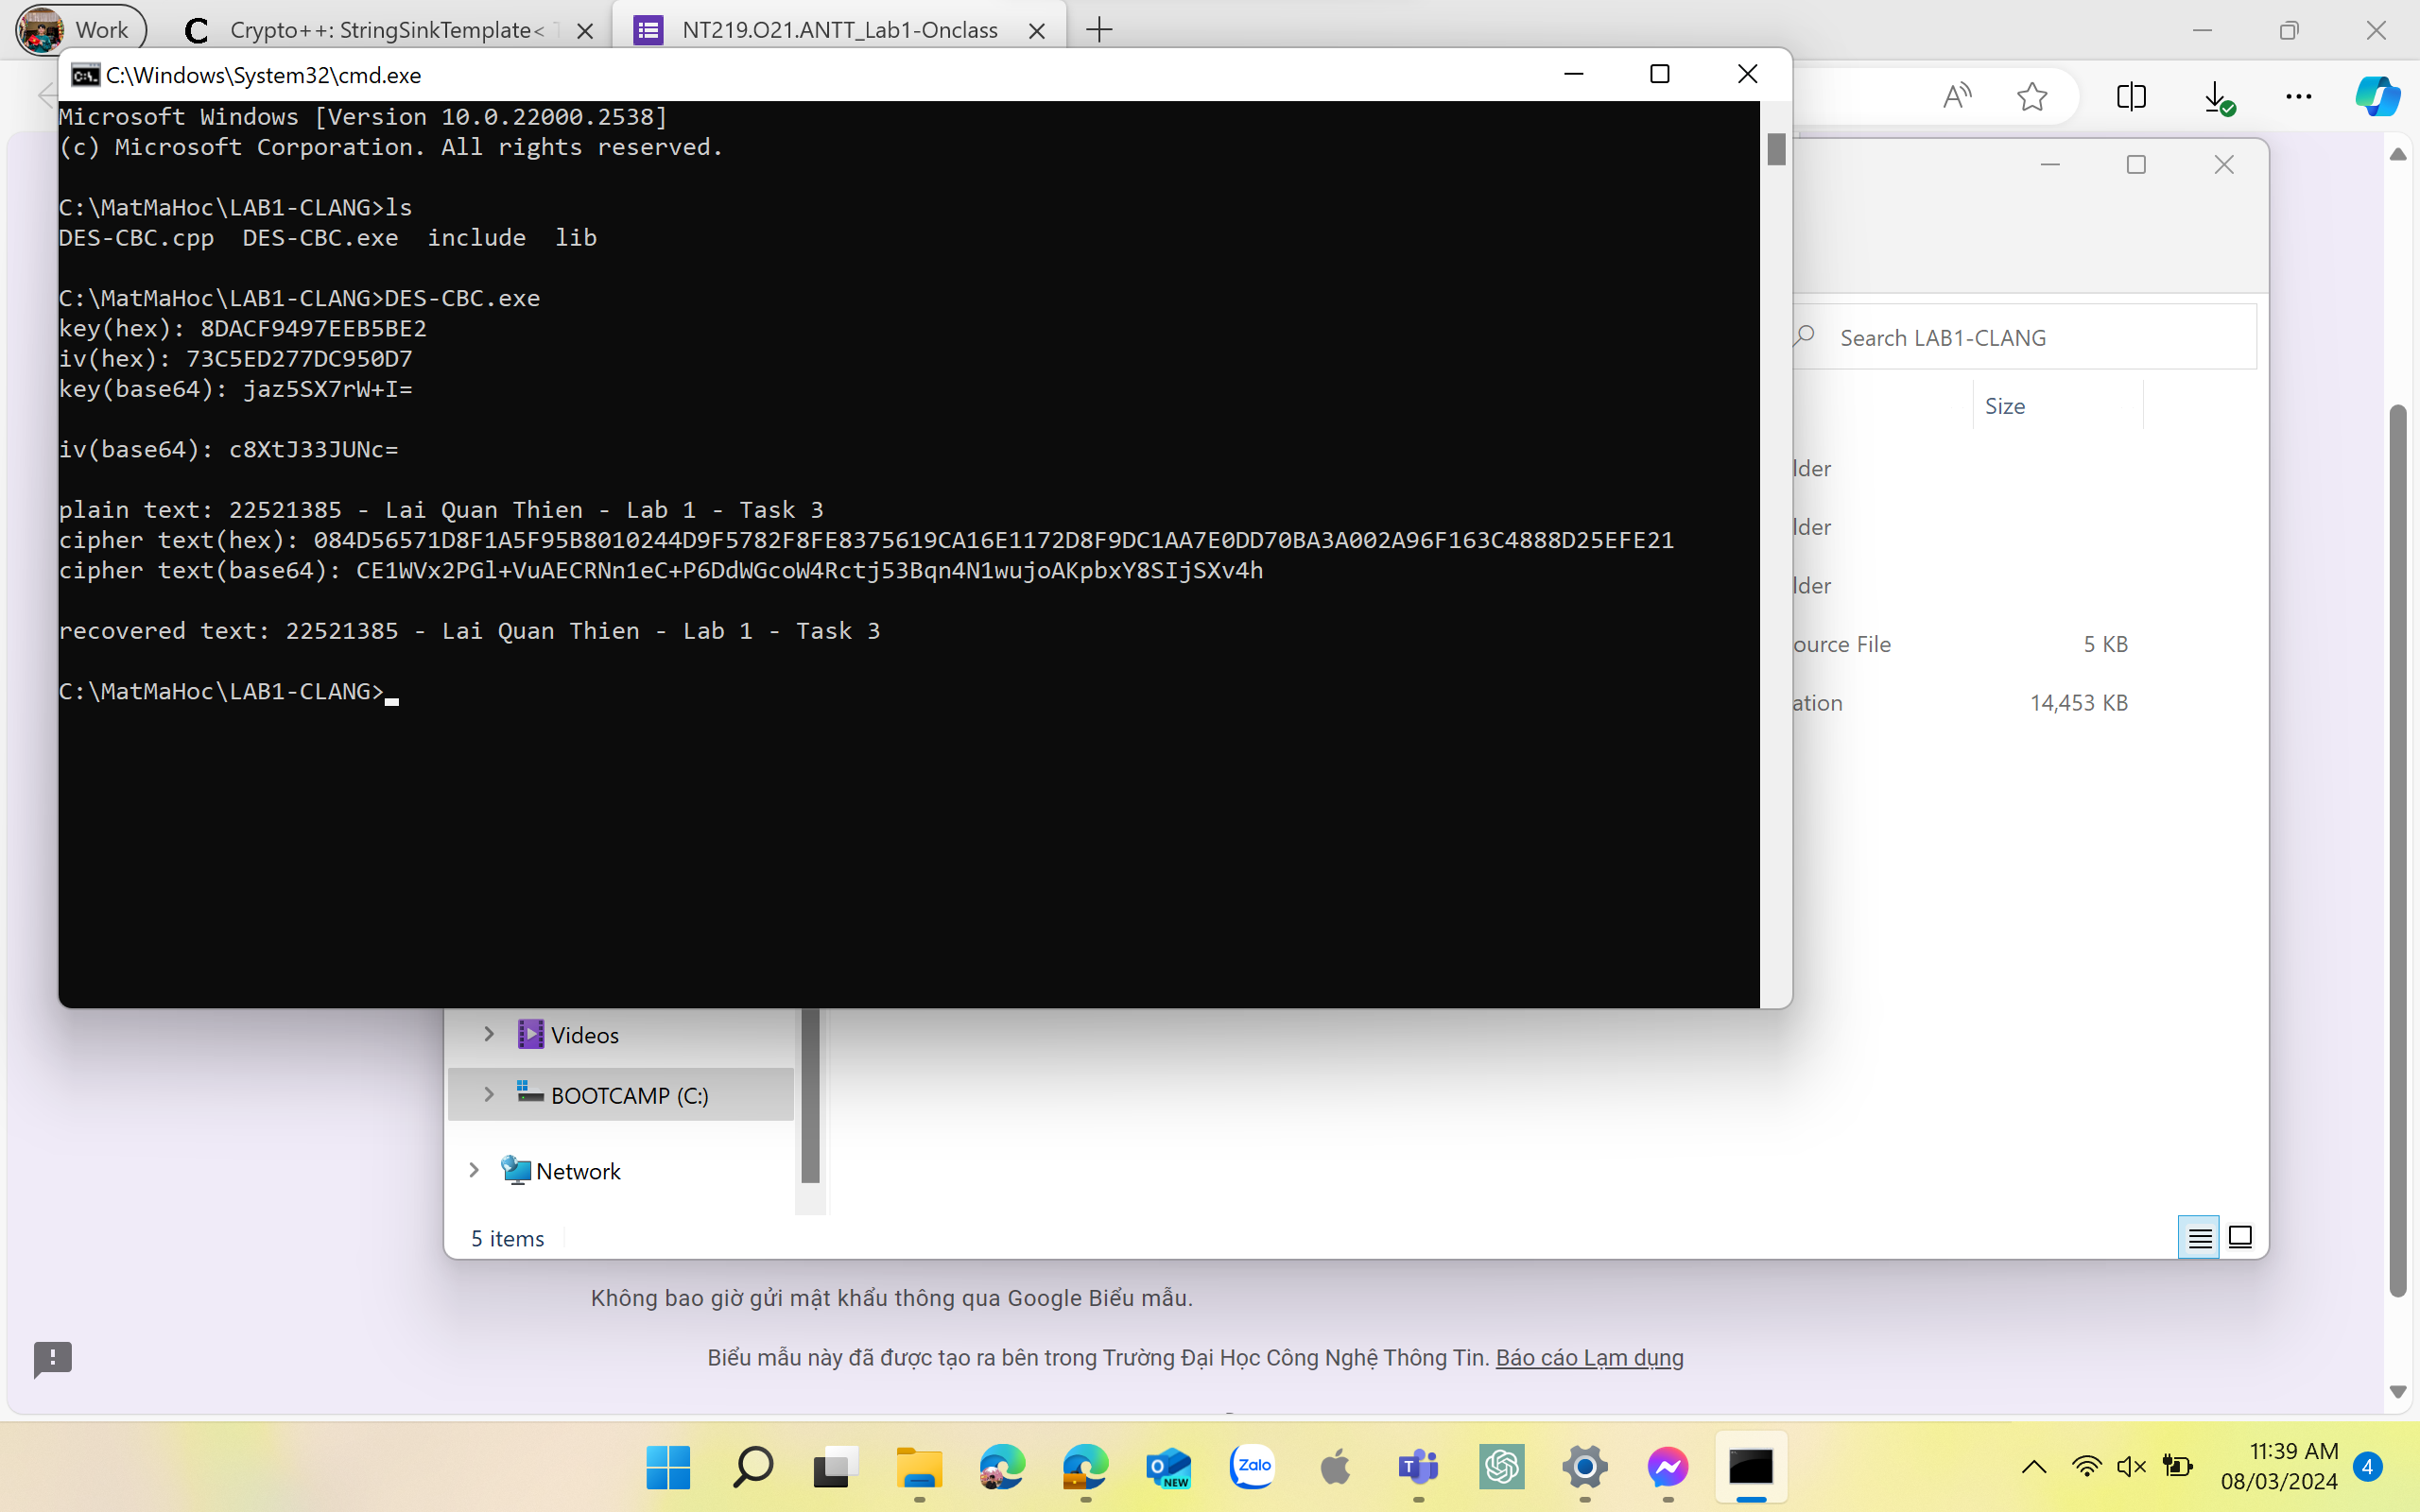 Work
Crypto++: StringSinkTemplate<
NT219.O21.ANTT_Lab1-Onclass
C:\Windows\System32\cmd.exe
Microsoft Windows [Version 10.0.22000.2538]
(c) Microsoft Corporation. All rights reserved.
C:\MatMaHoc\LAB1-CLANG>ls
DES-CBC.cpp  DES-CBC.exe  include  lib
C:\MatMaHoc\LAB1-CLANG>DES-CBC.exe
key(hex): 8DACF9497EEB5BE2
iv(hex): 73C5ED277DC950D7
key(base64): jaz5SX7rW+I=
iv(base64): c8XtJ33JUNc=
plain text: 22521385 - Lai Quan Thien - Lab 1 - Task 3
cipher text(hex): 084D56571D8F1A5F95B8010244D9F5782F8FE8375619CA16E1172D8F9DC1AA7E0DD70BA3A002A96F163C4888D25EFE21
cipher text(base64): CE1WVx2PGl+VuAECRNn1eC+P6DdWGcoW4Rctj53Bqn4N1wujoAKpbxY8SIjSXv4h
recovered text: 22521385 - Lai Quan Thien - Lab 1 - Task 3
C:\MatMaHoc\LAB1-CLANG>
Search LAB1-CLANG
Size
lder
lder
lder
ource File 5 KB
ation 14,453 KB
Videos
BOOTCAMP (C:)
Network
5 items
Không bao giờ gửi mật khẩu thông qua Google Biểu mẫu.
Biểu mẫu này đã được tạo ra bên trong Trường Đại Học Công Nghệ Thông Tin. Báo cáo Lạm dụng
NEW
Zalo
11:39 AM
08/03/2024
4